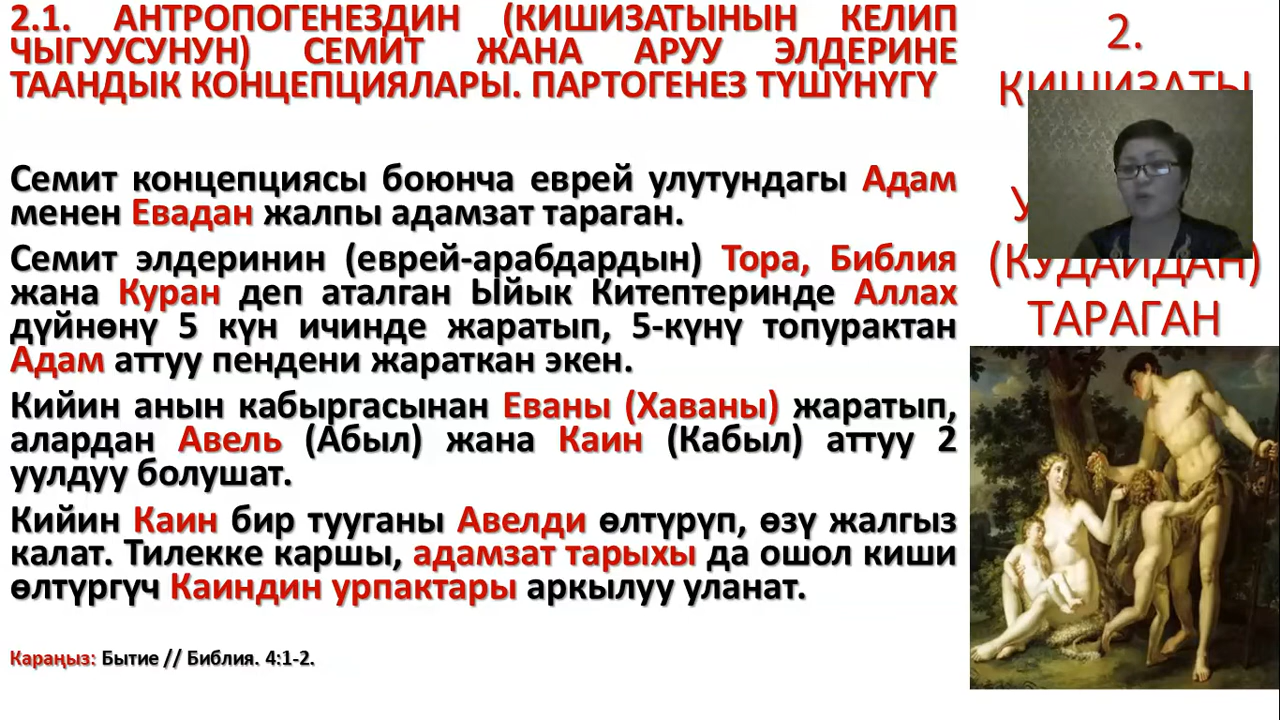 2.1. АНТРОПОГЕНЕЗДИН (КИШИЗАТЫНЫН КЕЛИП
ЧЫГУУСУНУН) СЕМИТ ЖАНА АРУУ ЭЛДЕРИНЕ
ТААНДЫК КОНЦЕПЦИЯЛАРЫ. ПАРТОГЕНЕЗ ТҮШҮНҮГҮ
Семит концепциясы боюнча еврей улутундагы Адам
менен Евадан жалпы адамзат тараган.
Семит элдеринин (еврей-арабдардын) Тора, Библия
жана Куран деп аталган Ыйык Китептеринде Аллах
дүйнөнү 5 күн ичинде жаратып, 5-күнү топурактан
Адам аттуу пендени жараткан экен.
Кийин анын кабыргасынан Еваны (Хаваны) жаратып,
алардан Авель (Абыл) жана Каин (Кабыл) аттуу 2
уулдуу болушат.
Кийин Каин бир тууганы Авелди өлтүрүп, өзү жалгыз
калат. Тилекке каршы, адамзат тарыхы да ошол киши
өлтүргүч Каиндин урпактары аркылуу уланат.
Караңыз: Бытие // Библия. 4:1-2.
2.
КИШИЗАТЫ
(КУДАЙДАН)
ТАРАГАН